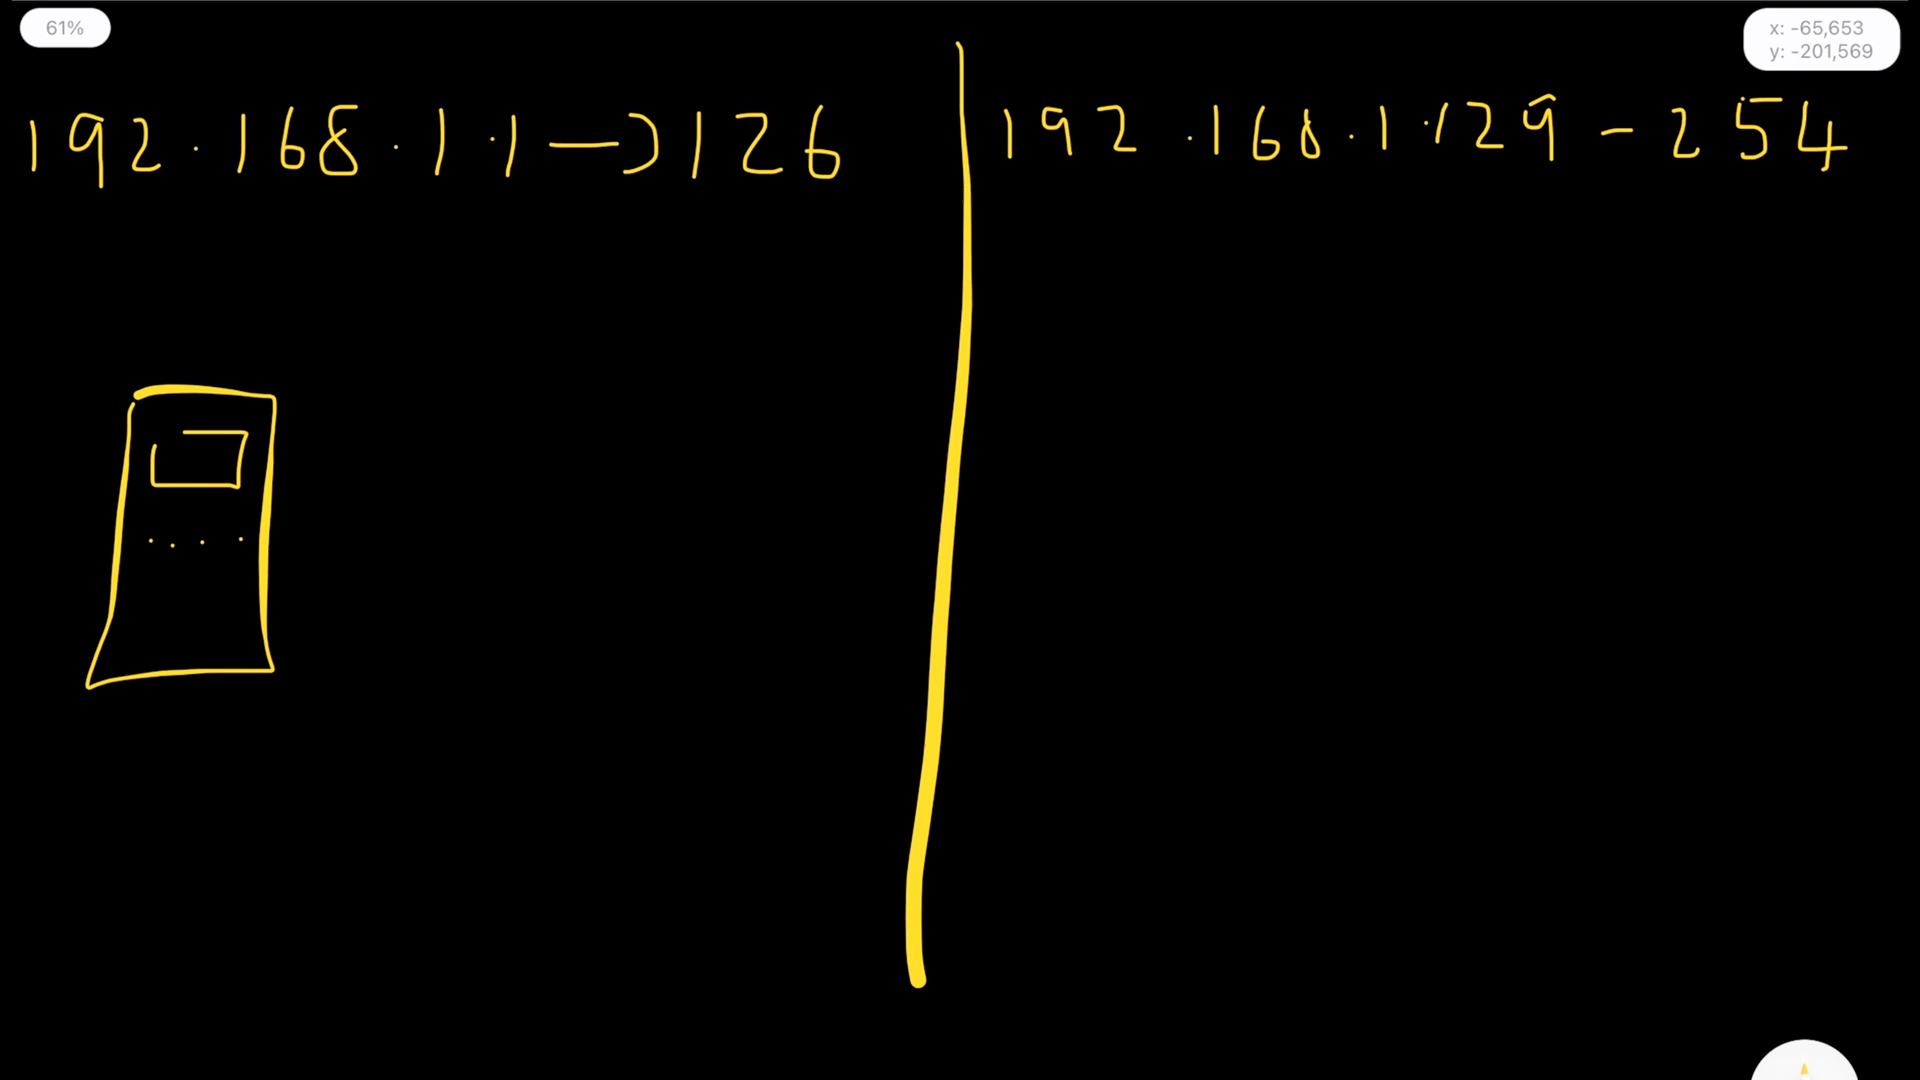 61%
x: -65,653
y: -201,569
192.168.1.1 → 126
192.168.1.129 - 254